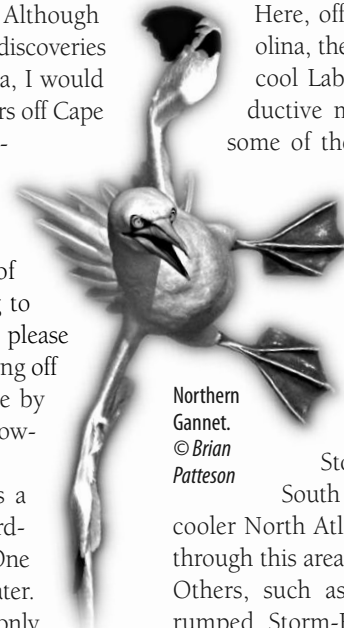 Although
discoveries
a, I would
rs off Cape
-
of
g to
please
ng off
e by
ow-
s a
rd-
One
ater.
only
Northern
Gannet.
© Brian
Patteson
Here, off
olina, the
cool Lab
ductive n
some of the
Sto
South
cooler North Atl
through this area
Others, such as
rumped Storm-P